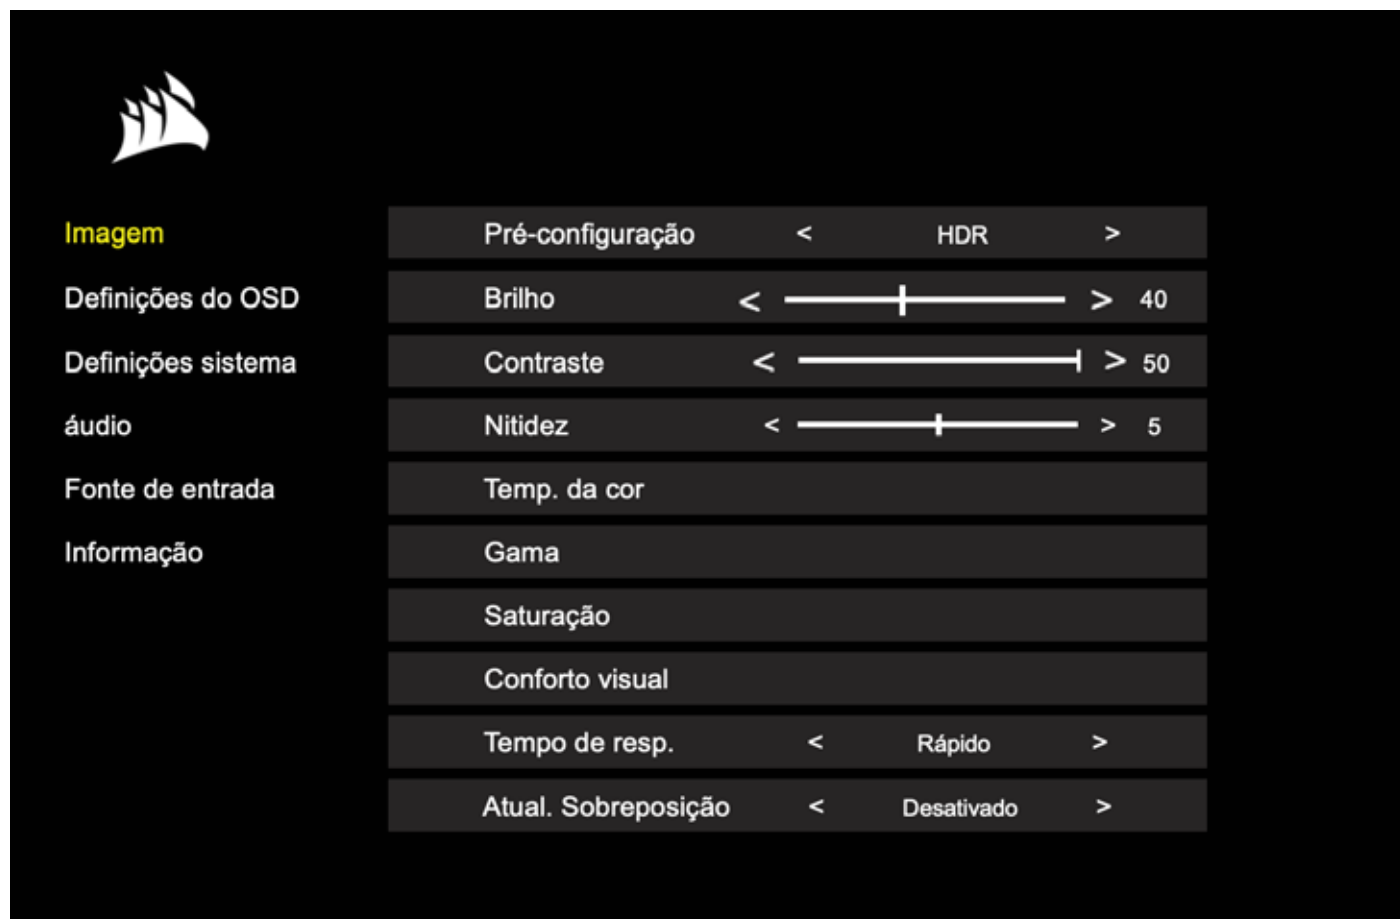 Imagem
Definições do OSD
Definições sistema
áudio
Fonte de entrada
Informação
Pré-configuração < HDR >
Brilho < > 40
Contraste < > 50
Nitidez < > 5
Temp. da cor
Gama
Saturação
Conforto visual
Tempo de resp. < Rápido >
Atual. Sobreposição < Desativado >